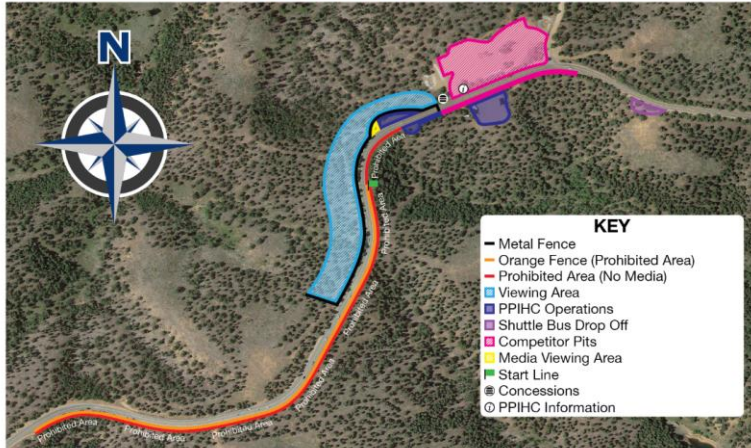 N
Prohibited Area
Prohibited Area
Prohibited Area
Prohibited Area
Prohibited Area
Prohibited Area
Prohibited Area
KEY
Metal Fence
Orange Fence (Prohibited Area)
Prohibited Area (No Media)
Viewing Area
PPIHC Operations
Shuttle Bus Drop Off
Competitor Pits
Media Viewing Area
Start Line
Concessions
PPIHC Information